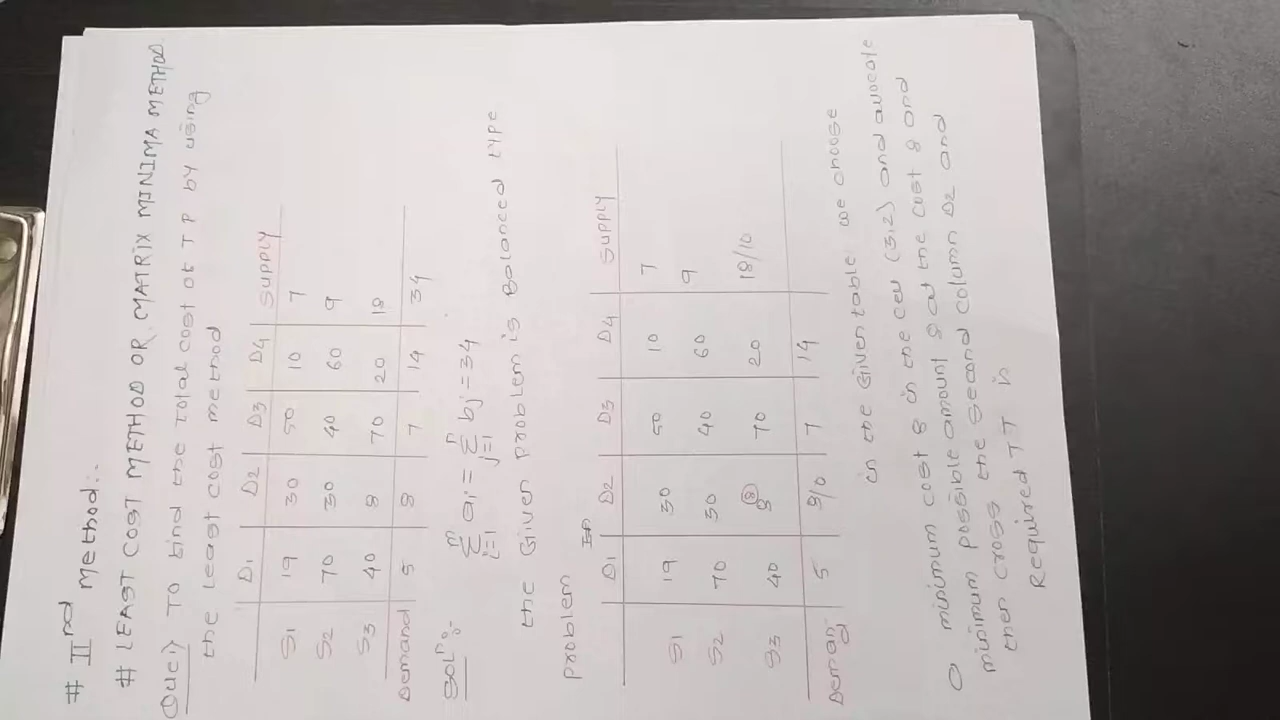 # IInd Method:-
# LEAST COST METHOD OR MATRIX MINIMA METHOD.
Que:} TO find the total cost of TP by using
the least cost method
D1 D2 D3 D4 SUPPLY
S1 19 30 50 10 7
S2 70 30 40 60 9
S3 40 8 70 20 18
Demand 5 8 7 14 34
Soln:- m∑i=1 ai = n∑j=1 bj = 34
the Given problem is Balanced type
problem
D1 D2 D3 D4 SUPPLY
S1 19 30 50 10 7
S2 70 30 40 60 9
S3 40 8 (8) 70 20 18/10
Deman-d 5 8/0 7 14
in the Given table we choose
minimum cost 8 in the cell (3,2) and allocate
minimum possible amount 8 at the cost 8 and
then cross the second column D2 and
Required TT is